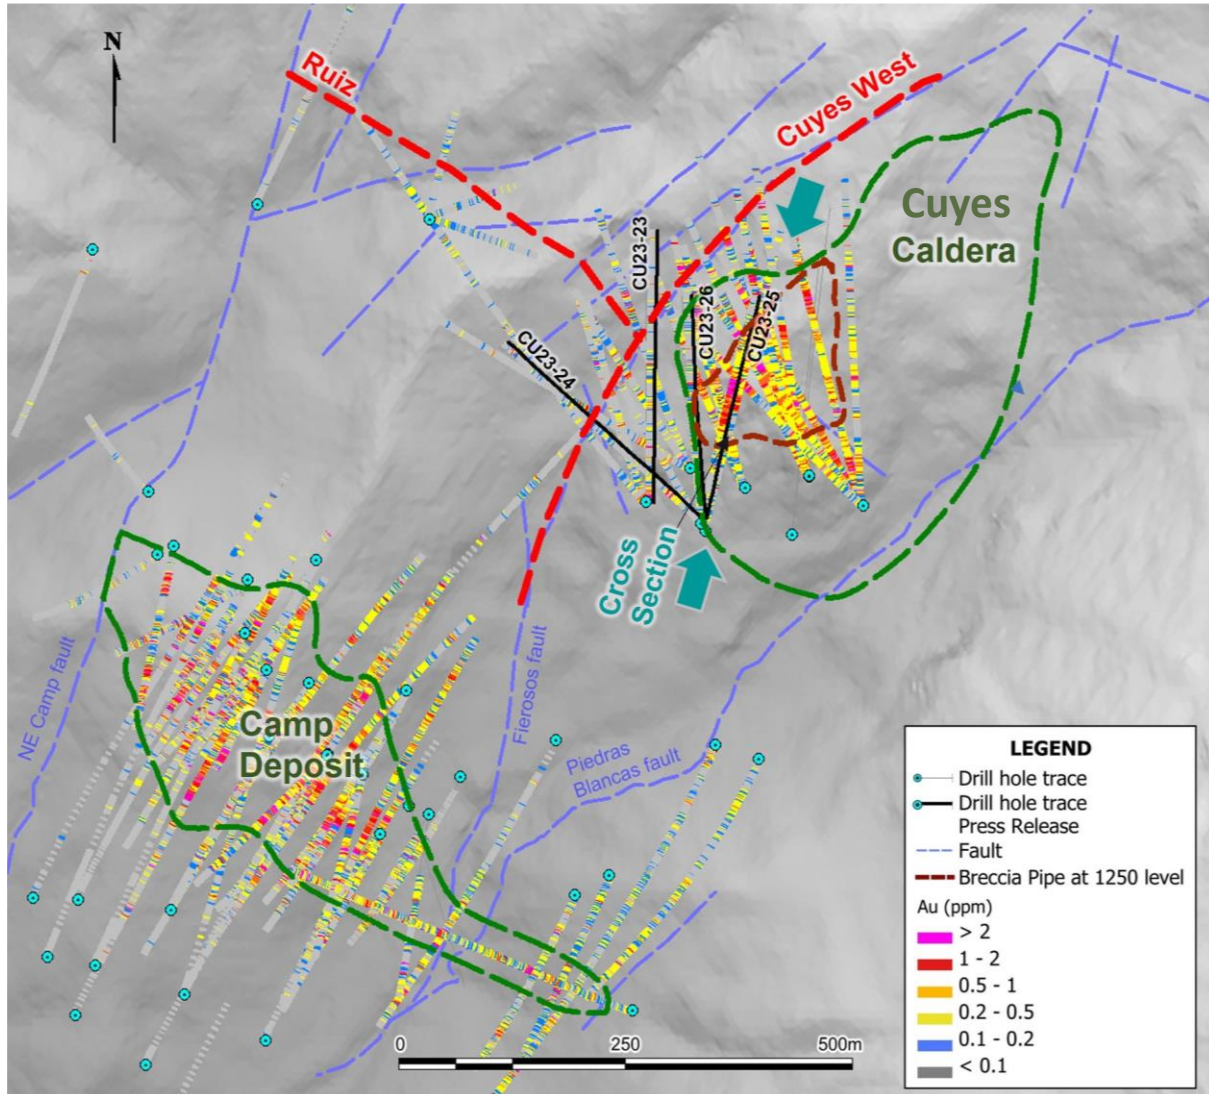 N
Ruiz
Cuyes West
Cuyes
Caldera
CU23-23
CU23-26
CU23-25
CU23-24
Cross
Section
NE Camp fault
Fierosos fault
Camp
Deposit
Piedras
Blancas fault
0
250
500m
LEGEND
Drill hole trace
Drill hole trace
Press Release
Fault
Breccia Pipe at 1250 level
Au (ppm)
> 2
1 - 2
0.5 - 1
0.2 - 0.5
0.1 - 0.2
< 0.1